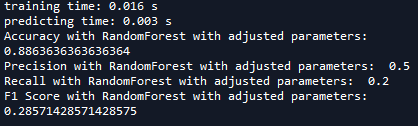 training time: 0.016 s
predicting time: 0.003 s
Accuracy with RandomForest with adjusted parameters:
0.8863636363636364
Precision with RandomForest with adjusted parameters:  0.5
Recall with RandomForest with adjusted parameters:  0.2
F1 Score with RandomForest with adjusted parameters:
0.28571428571428575